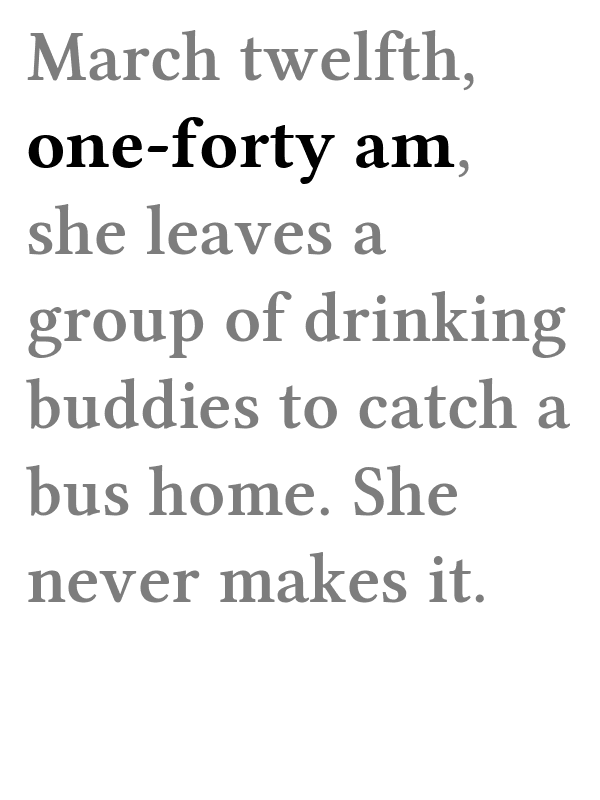 March twelfth,
one-forty am,
she leaves a
group of drinking
buddies to catch a
bus home. She
never makes it.